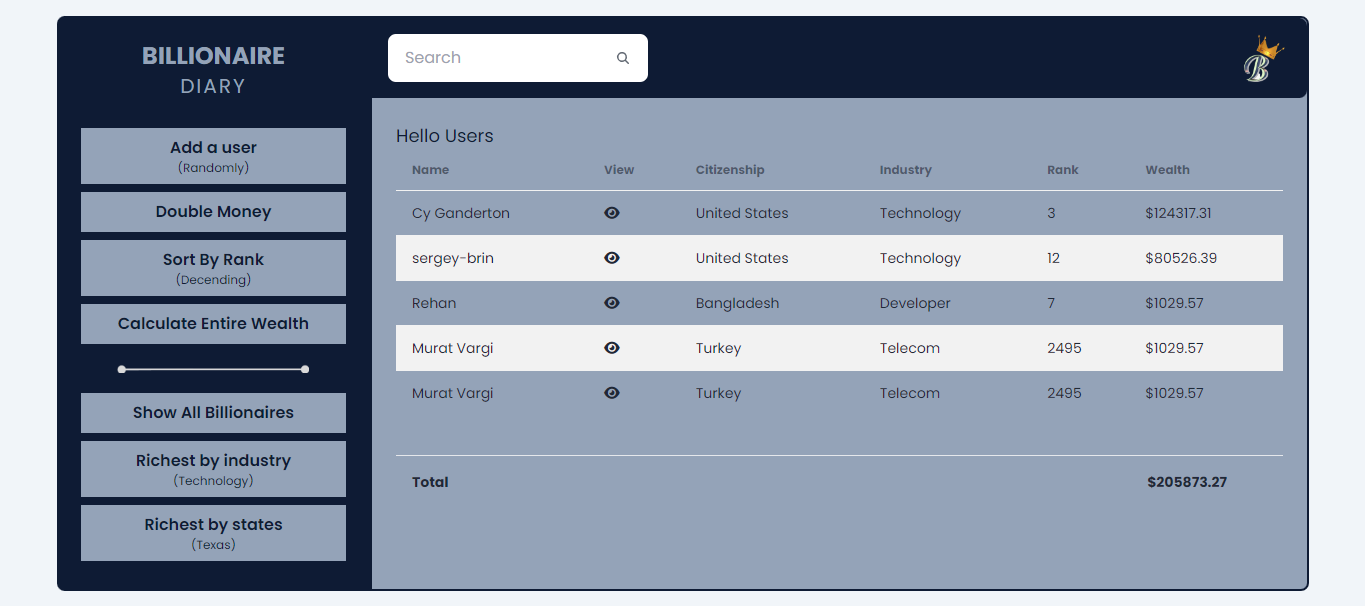 BILLIONAIRE
DIARY
Add a user
(Randomly)
Double Money
Sort By Rank
(Decending)
Calculate Entire Wealth
Show All Billionaires
Richest by industry
(Technology)
Richest by states
(Texas)
Search
B
Hello Users
Name View Citizenship Industry Rank Wealth
Cy Ganderton United States Technology 3 $124317.31
sergey-brin United States Technology 12 $80526.39
Rehan Bangladesh Developer 7 $1029.57
Murat Vargi Turkey Telecom 2495 $1029.57
Murat Vargi Turkey Telecom 2495 $1029.57
Total $205873.27